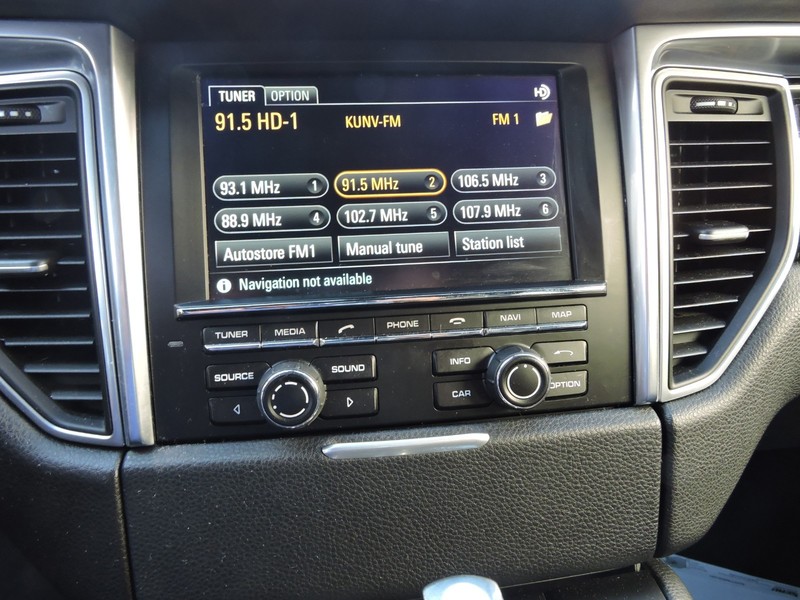 TUNER OPTION HD
91.5 HD-1 KUNV-FM FM 1
93.1 MHz 1 91.5 MHz 2 106.5 MHz 3
88.9 MHz 4 102.7 MHz 5 107.9 MHz 6
Autostore FM1 Manual tune Station list
i Navigation not available
TUNER MEDIA PHONE NAVI MAP
SOURCE SOUND INFO
CAR OPTION